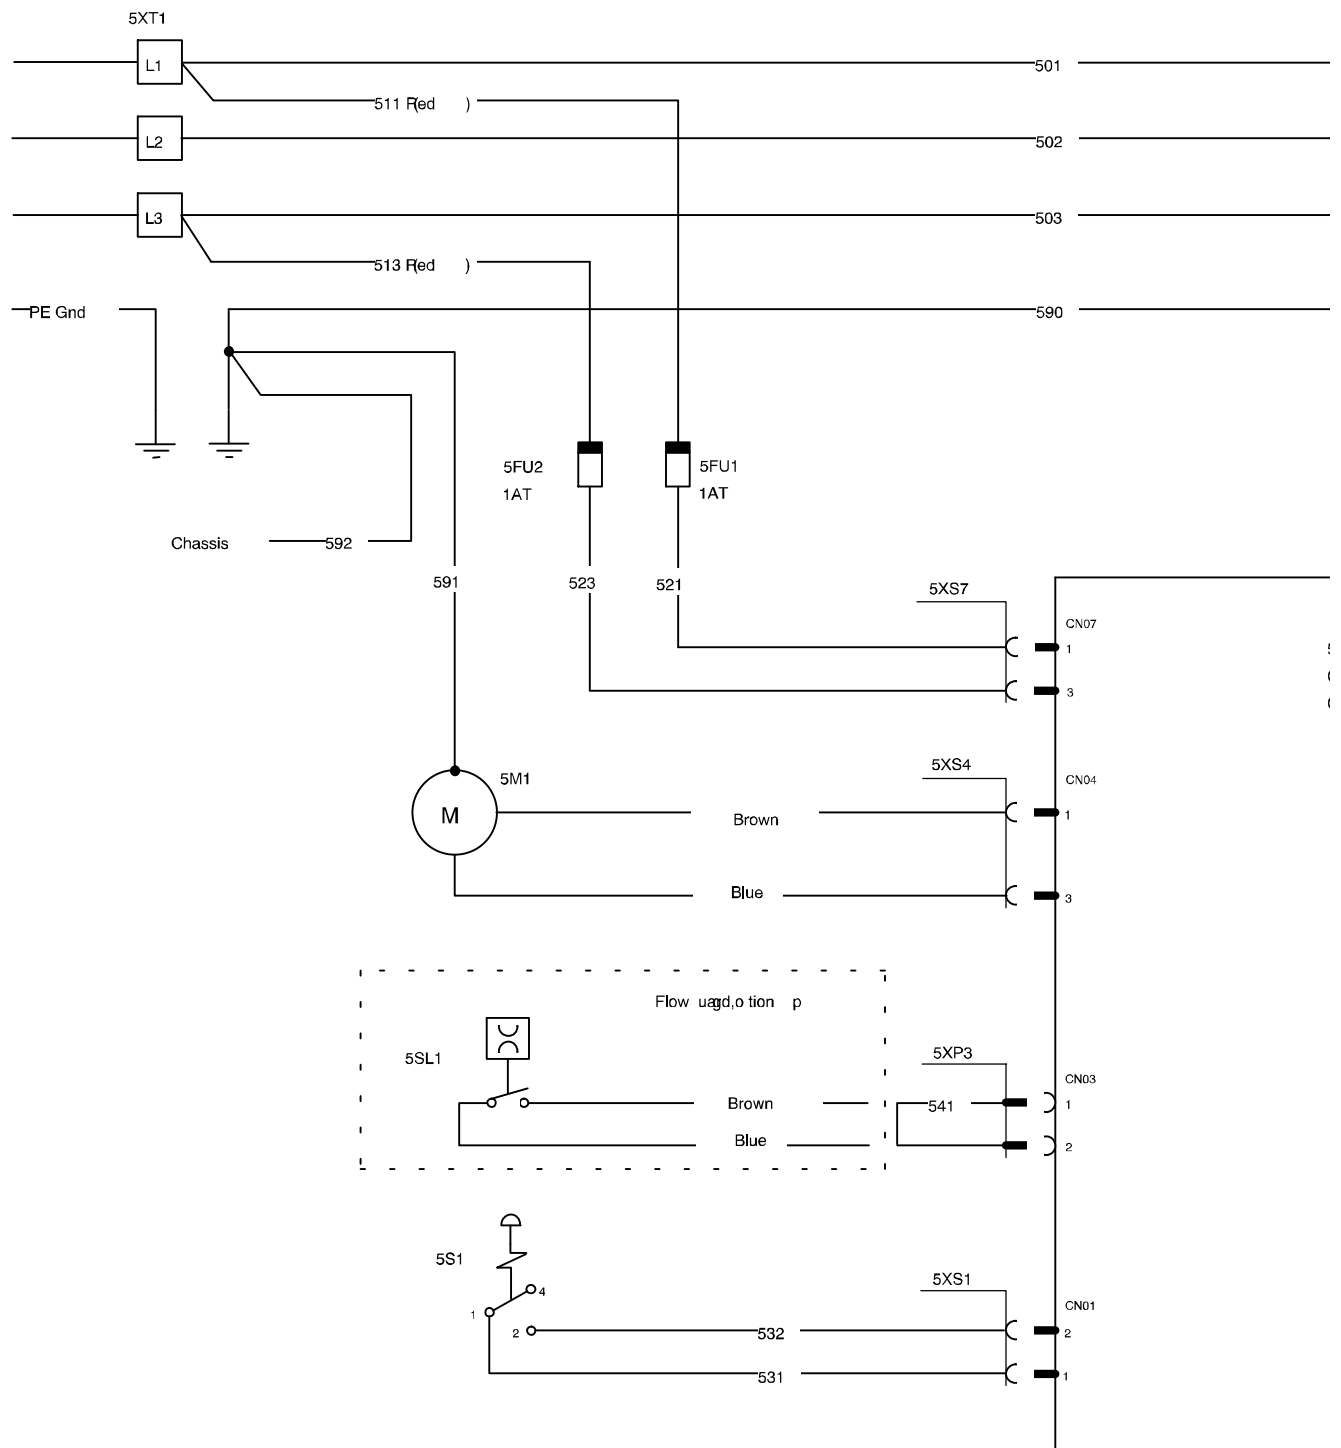 5XT1
L1
501
511 Red ( )
L2
502
L3
503
513 Red ( )
PE Gnd
590
5FU2
1AT
5FU1
1AT
Chassis
592
591
523
521
5XS7
CN07
1
3
5M1
M
5XS4
CN04
1
Brown
Blue
3
5SL1
5XP3
CN03
Brown
541
1
Blue
2
5S1
4
1
2
5XS1
CN01
532
2
531
1